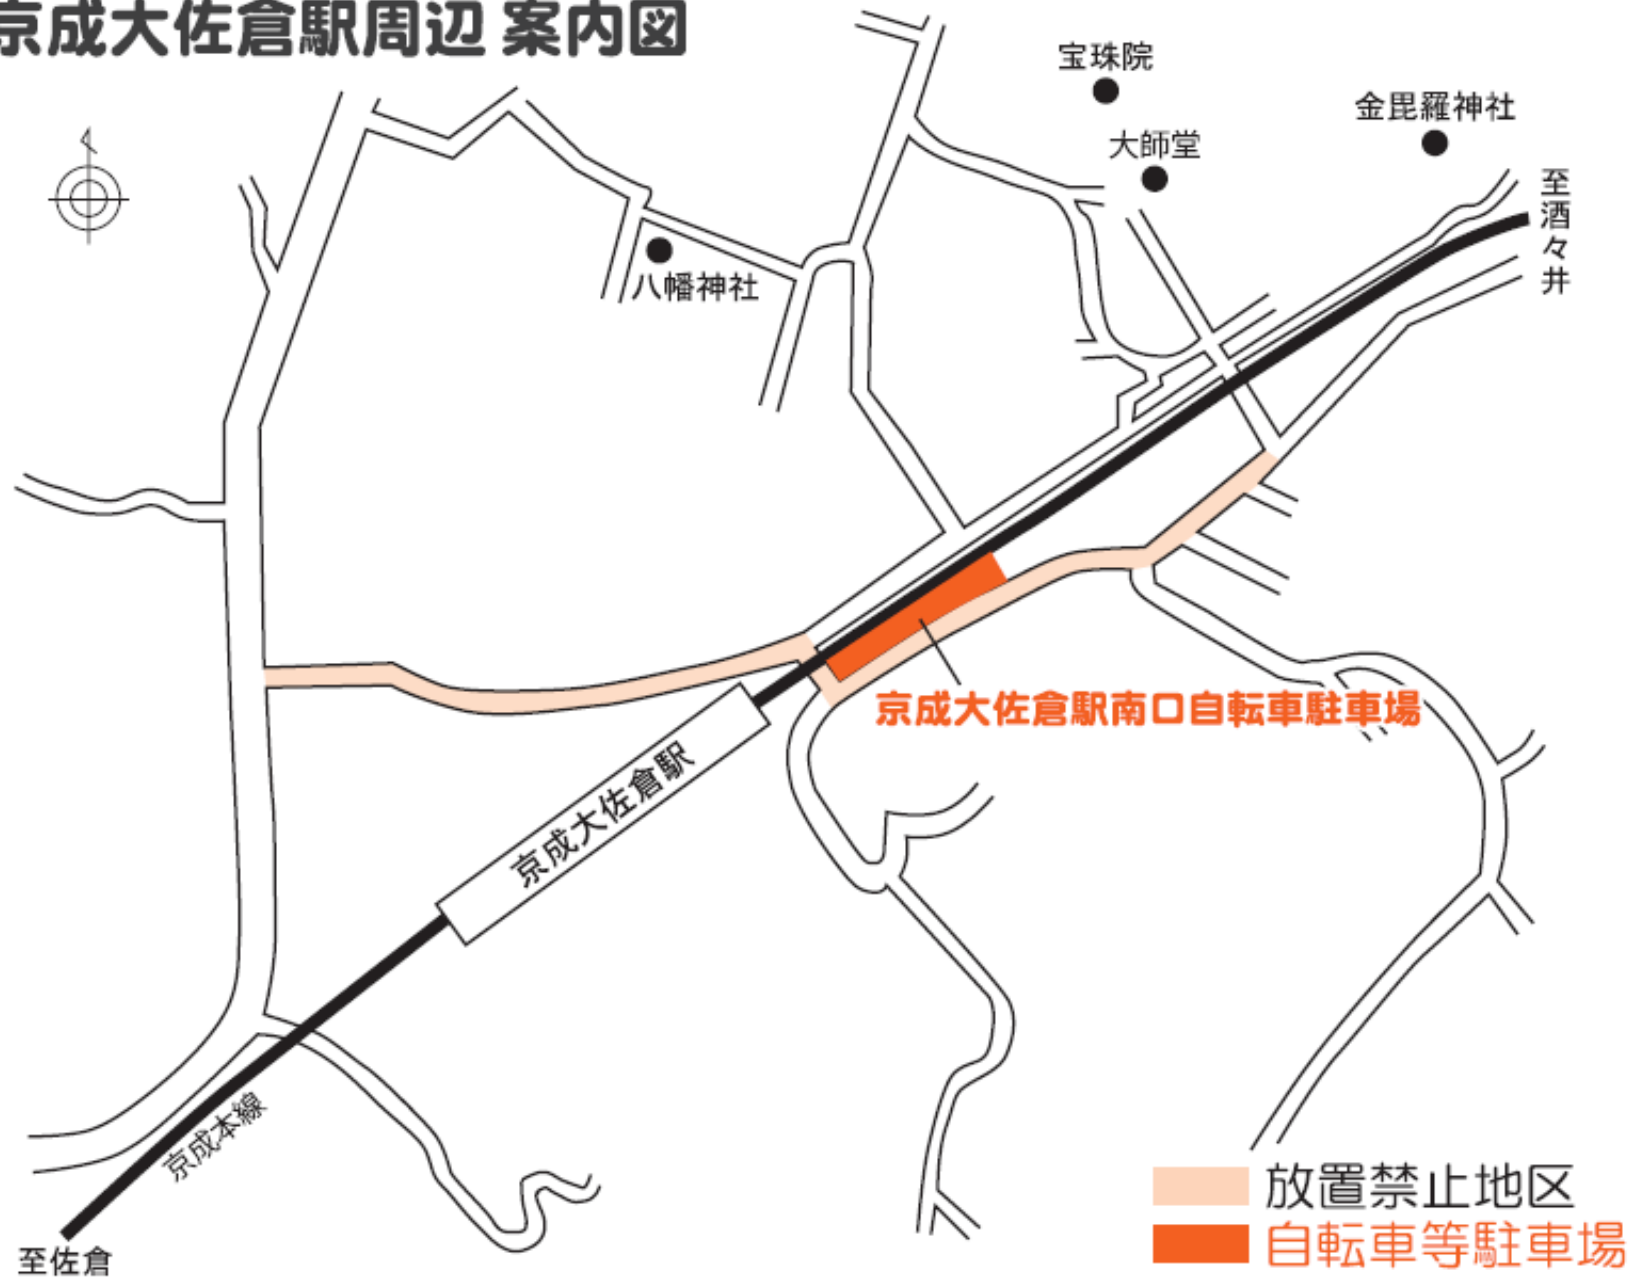 京成大佐倉駅周辺 案内図
宝珠院
金毘羅神社
大師堂
至酒々井
八幡神社
京成大佐倉駅南口自転車駐車場
京成大佐倉駅
京成本線
至佐倉
放置禁止地区
自転車等駐車場